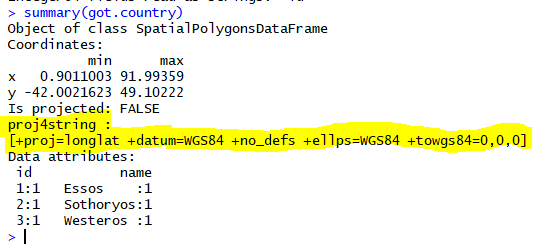 > summary(got.country)
Object of class SpatialPolygonsDataFrame
Coordinates:
min max
x 0.9011003 91.99359
y -42.0021623 49.10222
Is projected: FALSE
proj4string :
[+proj=longlat +datum=WGS84 +no_defs +ellps=WGS84 +towgs84=0,0,0]
Data attributes:
id name
1:1 Essos :1
2:1 Sothoryos:1
3:1 Westeros :1
>